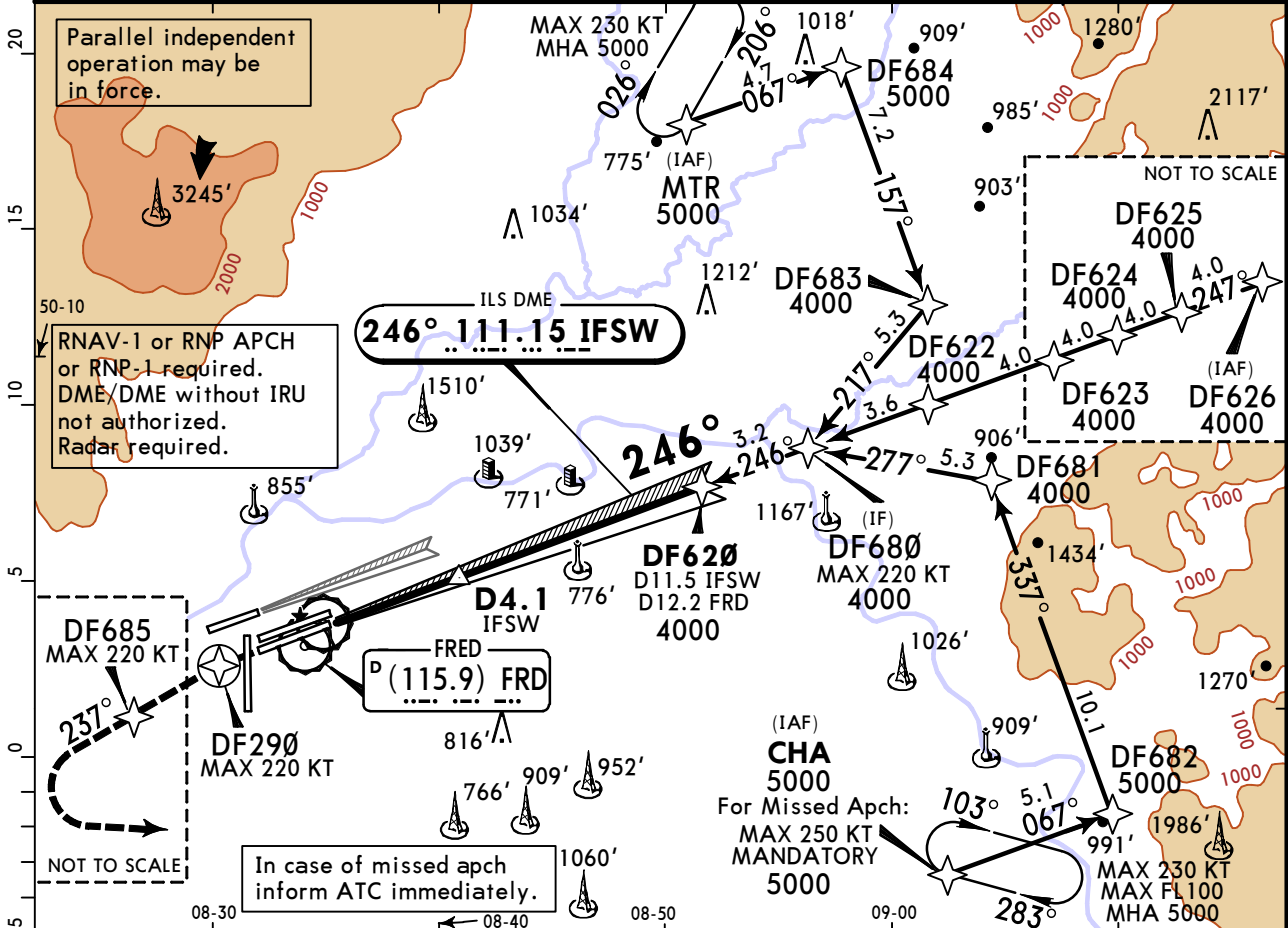 Parallel independent
operation may be
in force.
3245'
1000
2000
50-10
RNAV-1 or RNP APCH
or RNP-1 required.
DME/DME without IRU
not authorized.
Radar required.
20
15
10
5
0
5
MAX 230 KT
MHA 5000
026°
206°
1018'
4.7
067°
775'
(IAF)
MTR
5000
909'
DF684
5000
1000
1280'
985'
1000
2117'
903'
7.2
157°
1034'
1212'
NOT TO SCALE
DF625
4000
DF624
4000
4.0
247°
4.0
4.0
4.0
DF623
4000
(IAF)
DF626
4000
DF683
4000
5.3
217°
DF622
4000
3.6
ILS DME
246° 111.15 IFSW
1510'
1039'
771'
855'
246°
3.2
246°
277°
5.3
906'
DF681
4000
1167'
(IF)
DF68Ø
MAX 220 KT
4000
DF62Ø
D11.5 IFSW
D12.2 FRD
4000
776'
D4.1
IFSW
FRED
D (115.9) FRD
816'
DF685
MAX 220 KT
237°
DF29Ø
MAX 220 KT
NOT TO SCALE
1000
1434'
337°
1000
1000
1026'
1270'
1000
1000
10.1
909'
(IAF)
CHA
5000
For Missed Apch:
MAX 250 KT
MANDATORY
5000
103°
5.1
067°
283°
DF682
5000
991'
1986'
MAX 230 KT
MAX FL100
MHA 5000
766'
909'
952'
1060'
In case of missed apch
inform ATC immediately.
08-30
08-40
08-50
09-00